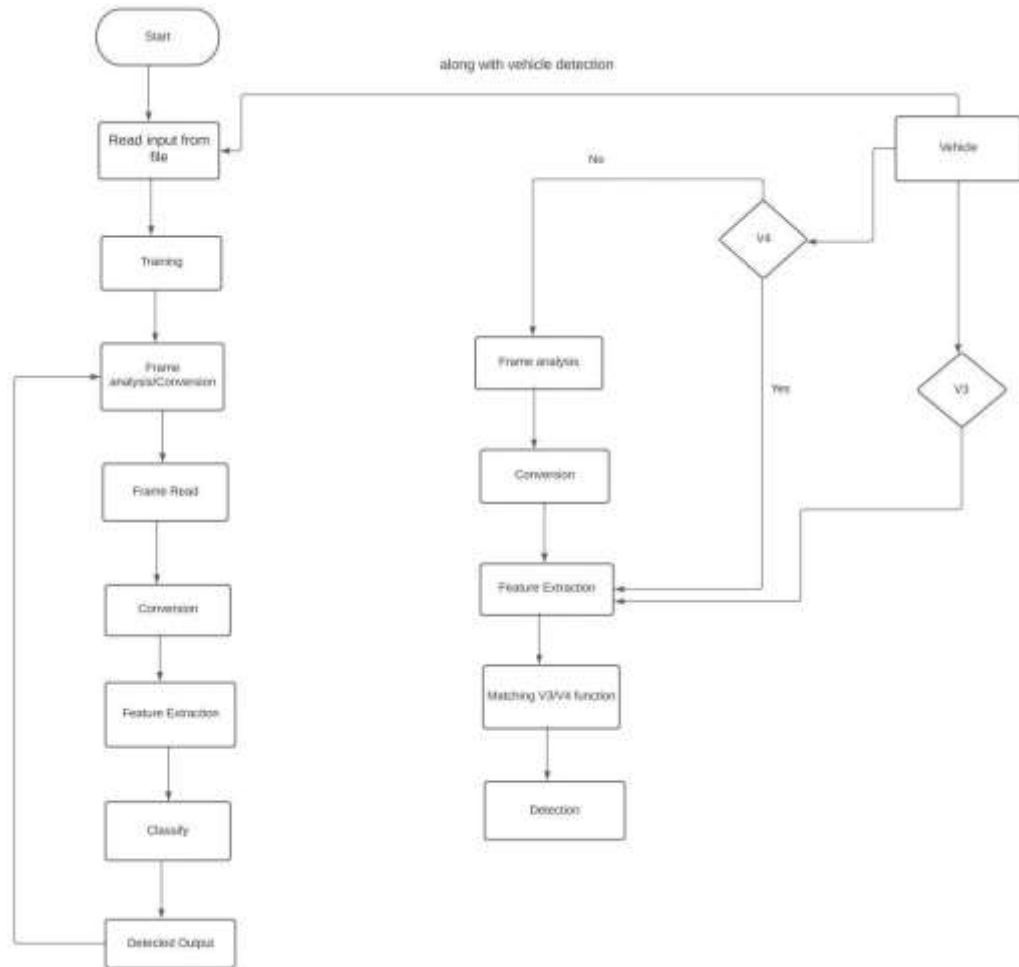 Start
along with vehicle detection
Read input from
file
Vehicle
No
V4
Training
Frame
analysis/Conversion
Frame analysis
Yes
V3
Frame Read
Conversion
Conversion
Feature Extraction
Feature Extraction
Matching V3/V4 function
Classify
Detection
Detected Output